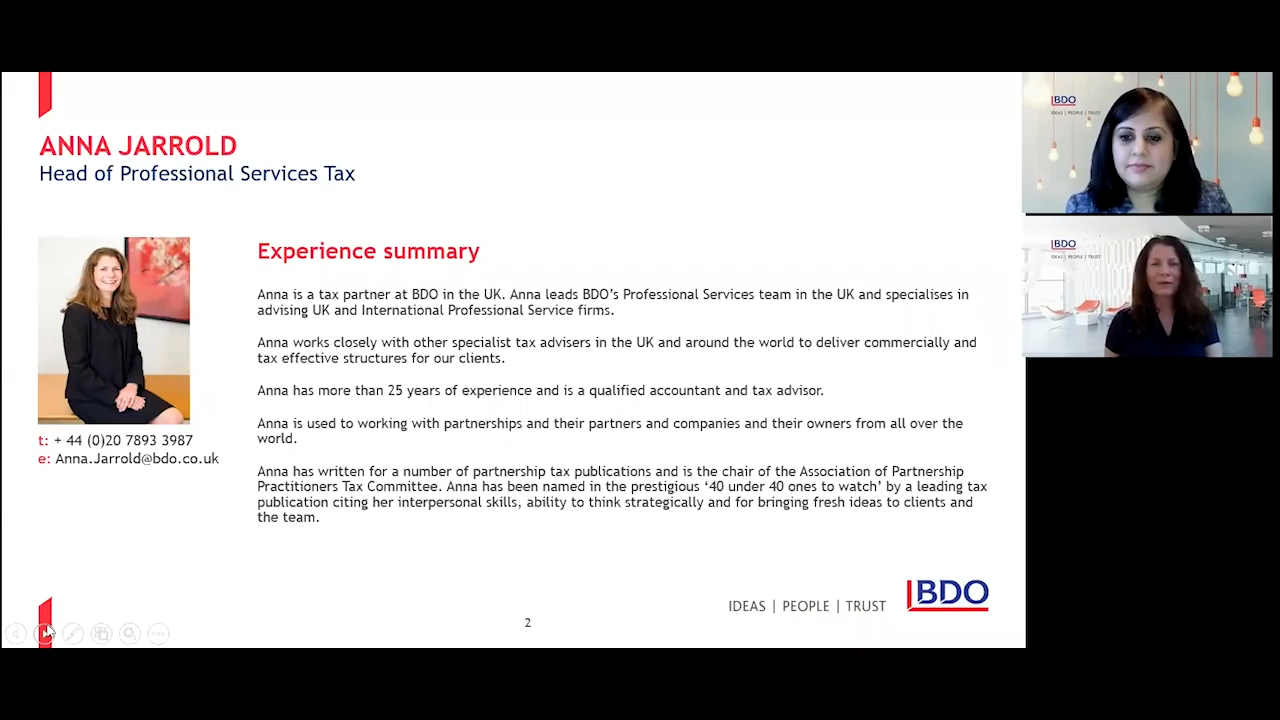 ANNA JARROLD
Head of Professional Services Tax
t: + 44 (0)20 7893 3987
e: Anna.Jarrold@bdo.co.uk
Experience summary
Anna is a tax partner at BDO in the UK. Anna leads BDO’s Professional Services team in the UK and specialises in
advising UK and International Professional Service firms.
Anna works closely with other specialist tax advisers in the UK and around the world to deliver commercially and
tax effective structures for our clients.
Anna has more than 25 years of experience and is a qualified accountant and tax advisor.
Anna is used to working with partnerships and their partners and companies and their owners from all over the
world.
Anna has written for a number of partnership tax publications and is the chair of the Association of Partnership
Practitioners Tax Committee. Anna has been named in the prestigious ‘40 under 40 ones to watch’ by a leading tax
publication citing her interpersonal skills, ability to think strategically and for bringing fresh ideas to clients and
the team.
IDEAS | PEOPLE | TRUST
BDO
2
BDO
IDEAS | PEOPLE | TRUST
BDO
IDEAS | PEOPLE | TRUST